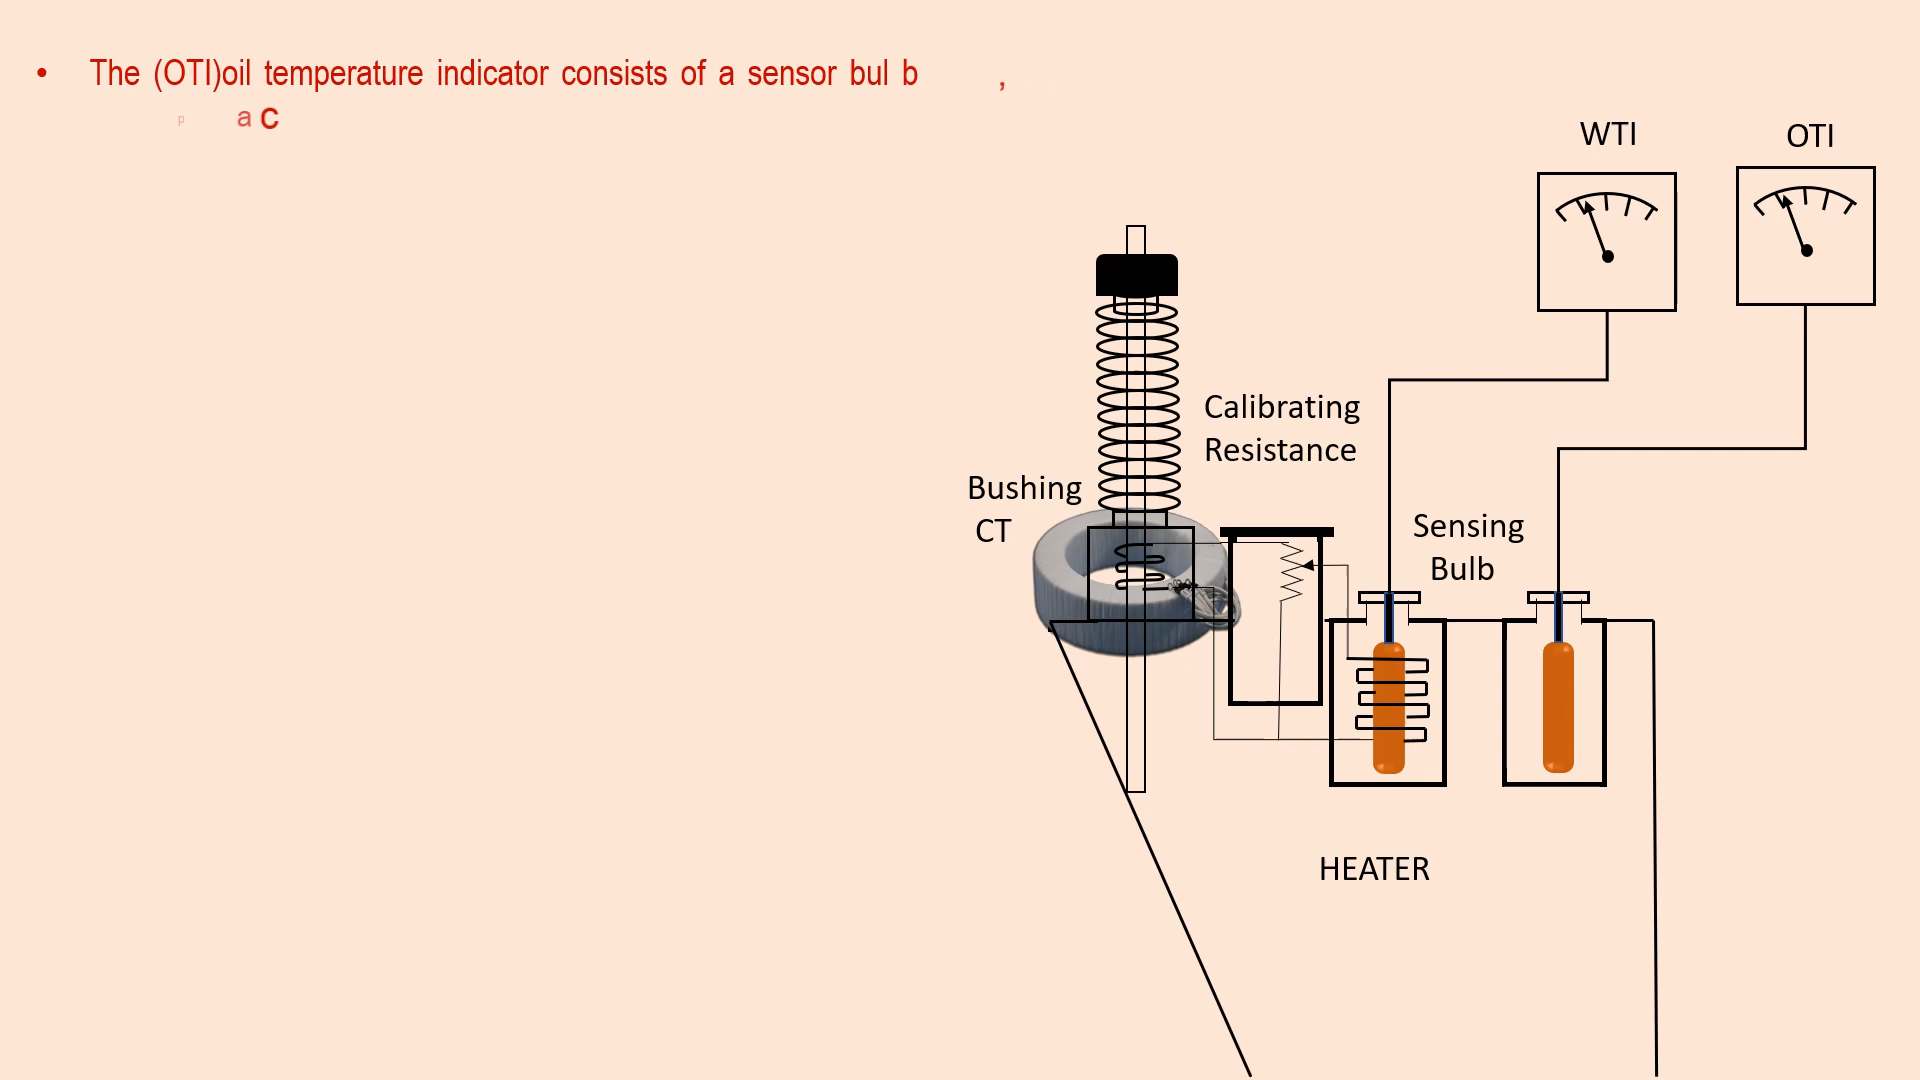 • The (OTI)oil temperature indicator consists of a sensor bul b ,
p a c
WTI
OTI
Calibrating
Resistance
Bushing
CT
Sensing
Bulb
HEATER